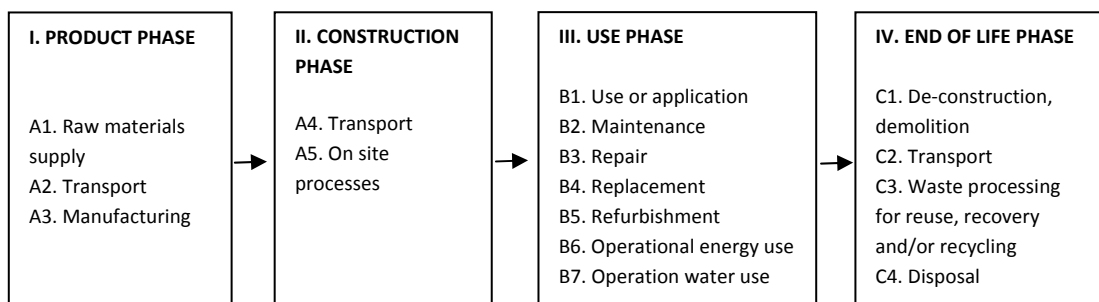 I. PRODUCT PHASE
A1. Raw materials
supply
A2. Transport
A3. Manufacturing
II. CONSTRUCTION
PHASE
A4. Transport
A5. On site
processes
III. USE PHASE
B1. Use or application
B2. Maintenance
B3. Repair
B4. Replacement
B5. Refurbishment
B6. Operational energy use
B7. Operation water use
IV. END OF LIFE PHASE
C1. De-construction,
demolition
C2. Transport
C3. Waste processing
for reuse, recovery
and/or recycling
C4. Disposal